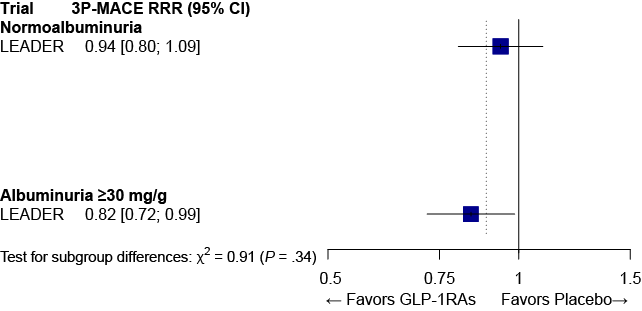 Trial 3P-MACE RRR (95% CI)
Normoalbuminuria
LEADER 0.94 [0.80; 1.09]
Albuminuria ≥30 mg/g
LEADER 0.82 [0.72; 0.99]
Test for subgroup differences: χ² = 0.91 (P = .34)
0.5 0.75 1 1.5
← Favors GLP-1RAs Favors Placebo→